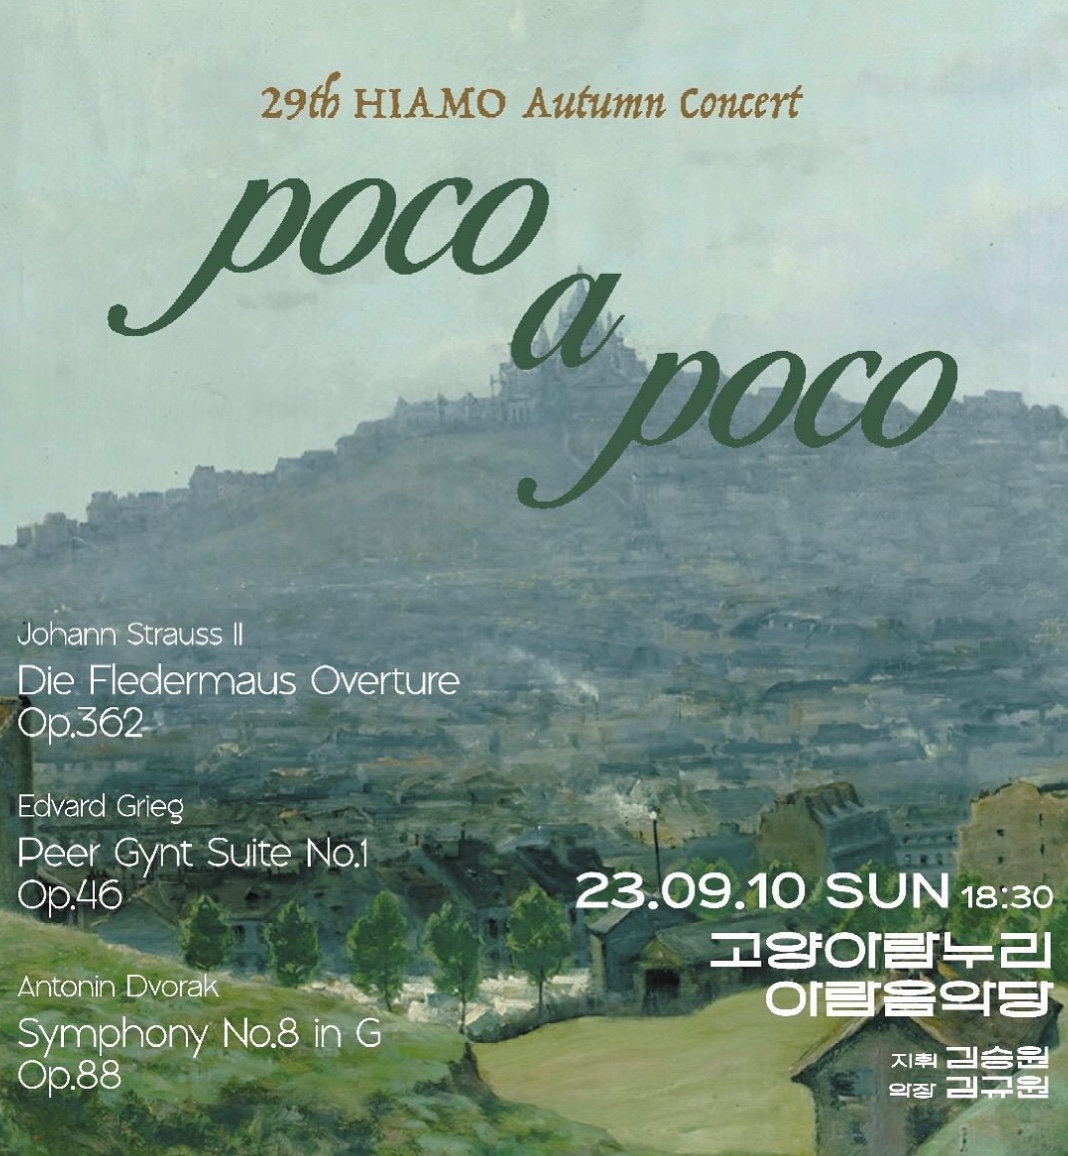 29th HIAMO Autumn Concert
poco
a
poco
Johann Strauss II
Die Fledermaus Overture
Op.362
Edvard Grieg
Peer Gynt Suite No.1
Op.46
Antonin Dvorak
Symphony No.8 in G
Op.88
23.09.10 SUN 18:30
고양아람누리
아람음악당
지휘 김승원
악장 김규원